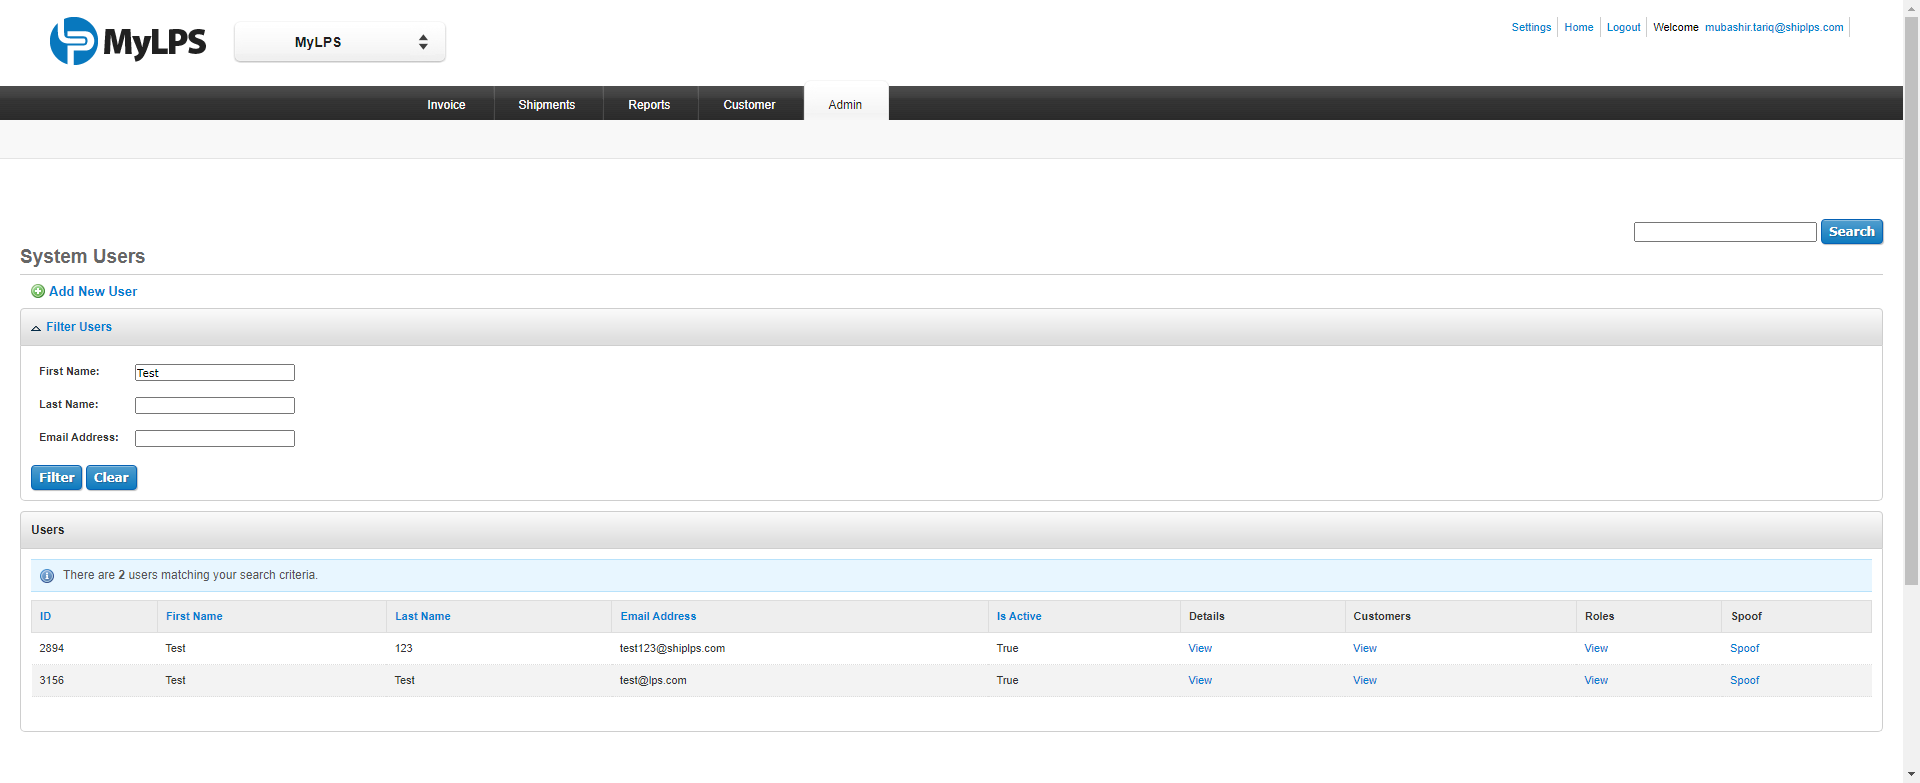 MyLPS
MyLPS
Settings Home Logout Welcome mubashir.tariq@shiplps.com
Invoice Shipments Reports Customer Admin
Search
System Users
Add New User
Filter Users
First Name: Test
Last Name:
Email Address:
Filter Clear
Users
There are 2 users matching your search criteria.
ID First Name Last Name Email Address Is Active Details Customers Roles Spoof
2894 Test 123 test123@shiplps.com True View View View Spoof
3156 Test Test test@lps.com True View View View Spoof